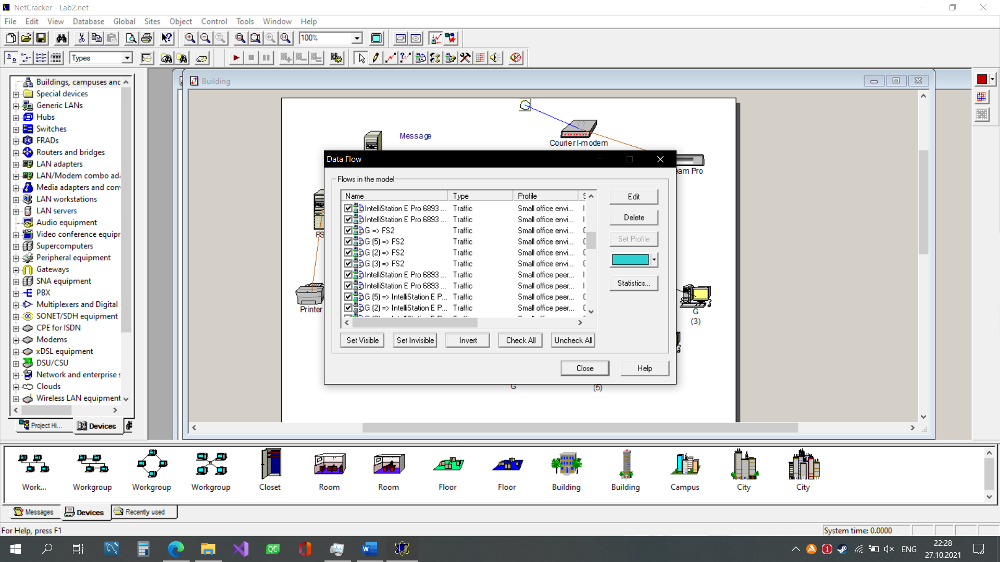 NetCracker - Lab2.net
File Edit View Database Global Sites Object Control Tools Window Help
100%
Types
Buildings, campuses and
Special devices
Generic LANs
Hubs
Switches
FRADs
Routers and bridges
LAN adapters
LAN/Modem combo ada
Media adapters and conv
LAN workstations
LAN servers
Audio equipment
Video conference equipr
Supercomputers
Peripheral equipment
Gateways
SNA equipment
PBX
Multiplexers and Digital
SONET/SDH equipment
CPE for ISDN
Modems
xDSL equipment
DSU/CSU
Network and enterprise s
Clouds
Wireless LAN equipment
Project Hi...
Devices
Building
Message
Courier I-modem
eam Pro
FS
Printer
G
(3)
G
(5)
Data Flow
Flows in the model
Name Type Profile
IntelliStation E Pro 6893 ... Traffic Small office envi... I
IntelliStation E Pro 6893 ... Traffic Small office envi... I
G => FS2 Traffic Small office envi...
G (5) => FS2 Traffic Small office envi...
G (2) => FS2 Traffic Small office envi...
G (3) => FS2 Traffic Small office envi...
IntelliStation E Pro 6893 ... Traffic Small office peer... I
IntelliStation E Pro 6893 ... Traffic Small office peer... I
G (5) => IntelliStation E P... Traffic Small office peer...
G (2) => IntelliStation E P... Traffic Small office peer...
Edit
Delete
Set Profile
Statistics...
Set Visible Set Invisible Invert Check All Uncheck All
Close Help
Work... Workgroup Workgroup Workgroup Closet Room Room Floor Floor Building Building Campus City City
Messages Devices Recently used
For Help, press F1
System time: 0.0000
QC
W
1
ENG
22:28
27.10.2021